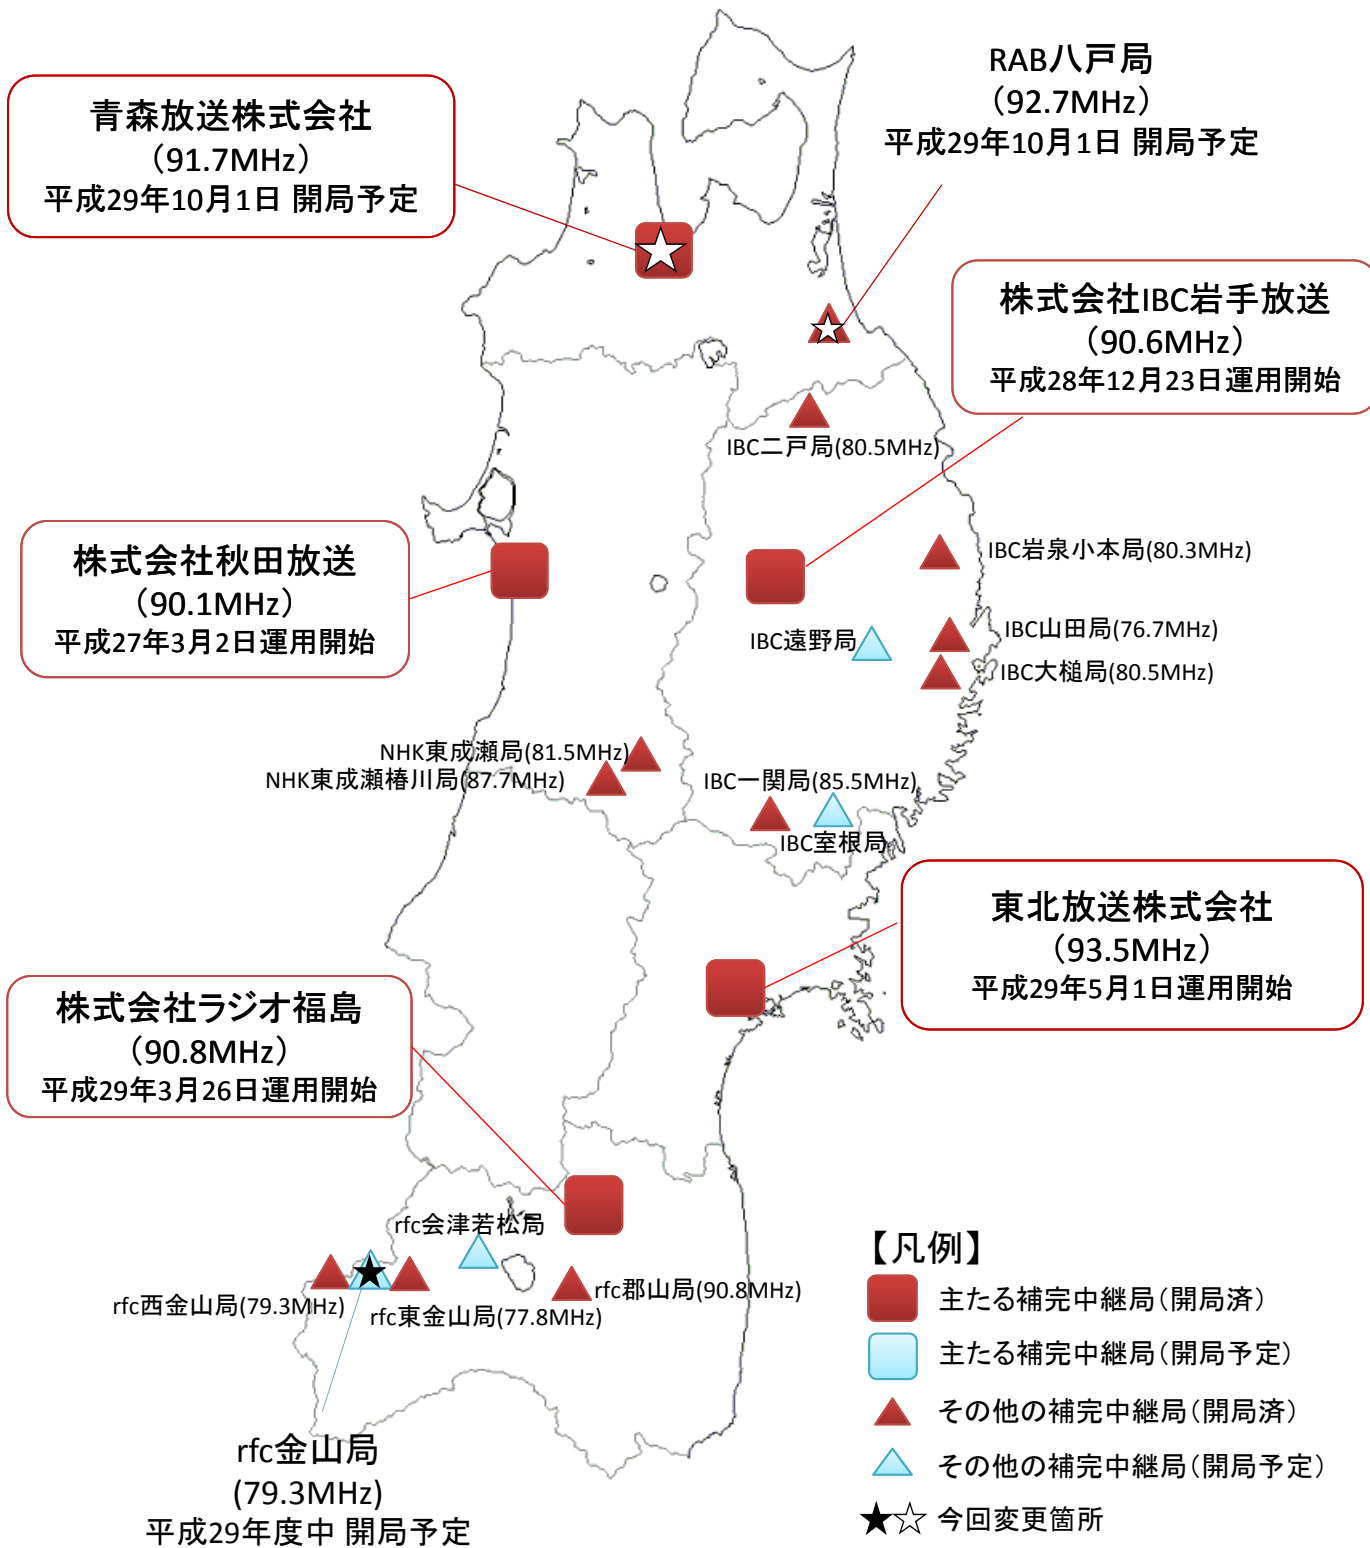 RAB八戸局
（92.7MHz）
平成29年10月1日 開局予定
青森放送株式会社
（91.7MHz）
平成29年10月1日 開局予定
株式会社IBC岩手放送
（90.6MHz）
平成28年12月23日運用開始
IBC二戸局(80.5MHz)
株式会社秋田放送
（90.1MHz）
平成27年3月2日運用開始
IBC岩泉小本局(80.3MHz)
IBC山田局(76.7MHz)
IBC遠野局
IBC大槌局(80.5MHz)
NHK東成瀬局(81.5MHz)
NHK東成瀬椿川局(87.7MHz)
IBC一関局(85.5MHz)
IBC室根局
東北放送株式会社
（93.5MHz）
平成29年5月1日運用開始
株式会社ラジオ福島
（90.8MHz）
平成29年3月26日運用開始
rfc会津若松局
rfc郡山局(90.8MHz)
rfc西金山局(79.3MHz)
rfc東金山局(77.8MHz)
rfc金山局
(79.3MHz)
平成29年度中 開局予定
【凡例】
主たる補完中継局（開局済）
主たる補完中継局（開局予定）
その他の補完中継局（開局済）
その他の補完中継局（開局予定）
★☆ 今回変更箇所